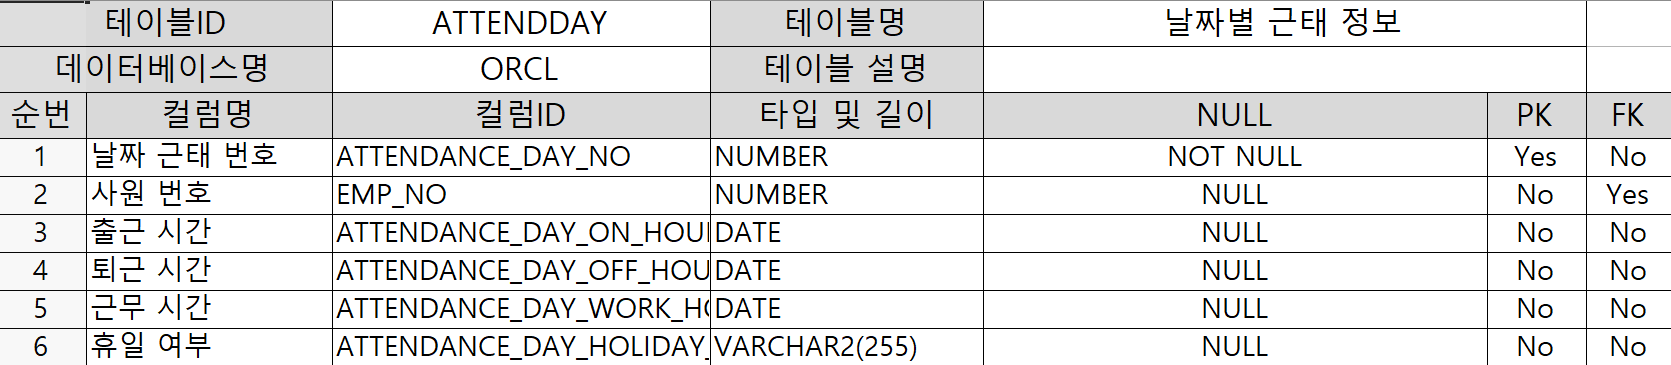 테이블ID ATTENDDAY 테이블명 날짜별 근태 정보
데이터베이스명 ORCL 테이블 설명
순번 컬럼명 컬럼ID 타입 및 길이 NULL PK FK
1 날짜 근태 번호 ATTENDANCE_DAY_NO NUMBER NOT NULL Yes No
2 사원 번호 EMP_NO NUMBER NULL No Yes
3 출근 시간 ATTENDANCE_DAY_ON_HOU DATE NULL No No
4 퇴근 시간 ATTENDANCE_DAY_OFF_HOU DATE NULL No No
5 근무 시간 ATTENDANCE_DAY_WORK_HO DATE NULL No No
6 휴일 여부 ATTENDANCE_DAY_HOLIDAY_ VARCHAR2(255) NULL No No